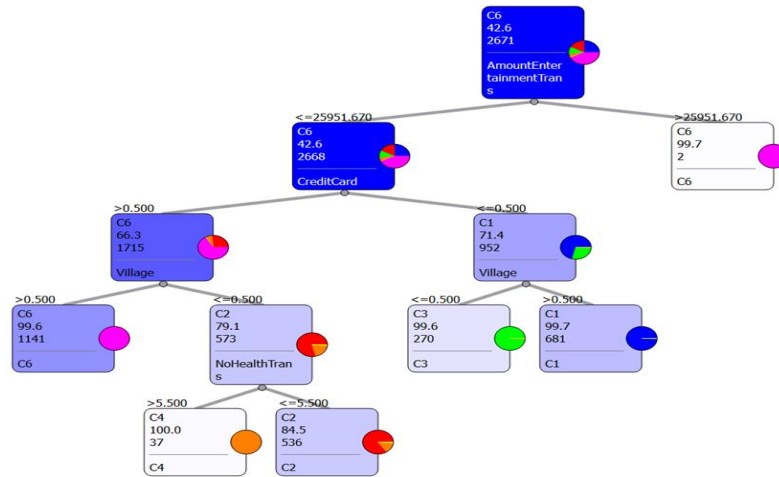 C6
42.6
2671
AmountEnter
tainmentTran
s
<=25951.670
>25951.670
C6
42.6
2668
CreditCard
C6
99.7
2
C6
>0.500
<=0.500
C6
66.3
1715
Village
C1
71.4
952
Village
>0.500
<=0.500
<=0.500
>0.500
C6
99.6
1141
C6
C2
79.1
573
NoHealthTran
s
C3
99.6
270
C3
C1
99.7
681
C1
>5.500
<=5.500
C4
100.0
37
C4
C2
84.5
536
C2